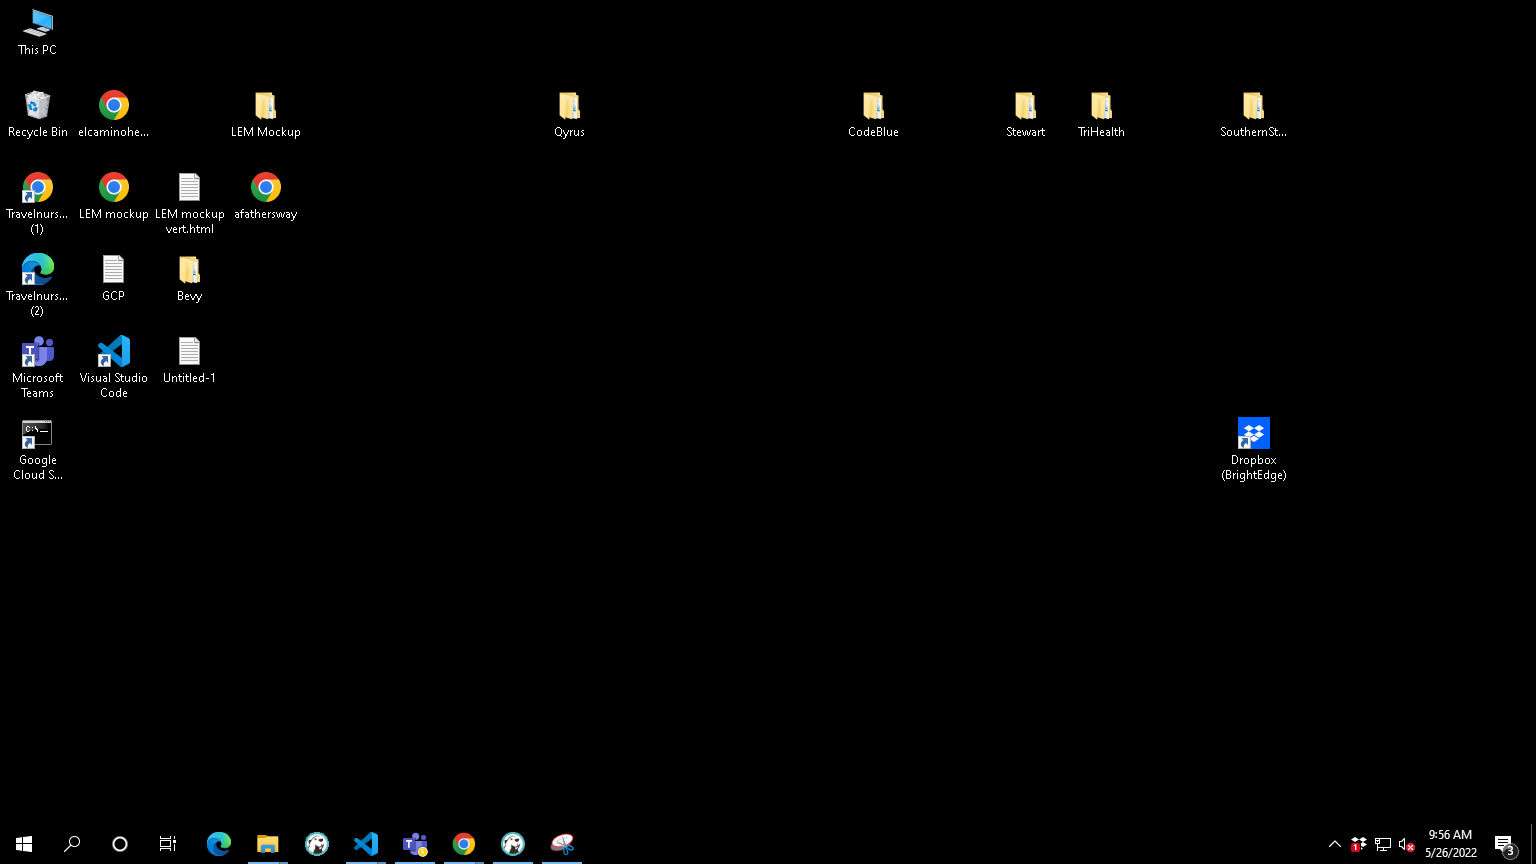 This PC
Recycle Bin
elcaminohe...
LEM Mockup
Qyrus
CodeBlue
Stewart
TriHealth
SouthernSt...
Travelnurs...
(1)
LEM mockup
LEM mockup
vert.html
afathersway
Travelnurs...
(2)
GCP
Bevy
Microsoft
Teams
Visual Studio
Code
Untitled-1
C:\_
Google
Cloud S...
Dropbox
(BrightEdge)
1
9:56 AM
5/26/2022
3